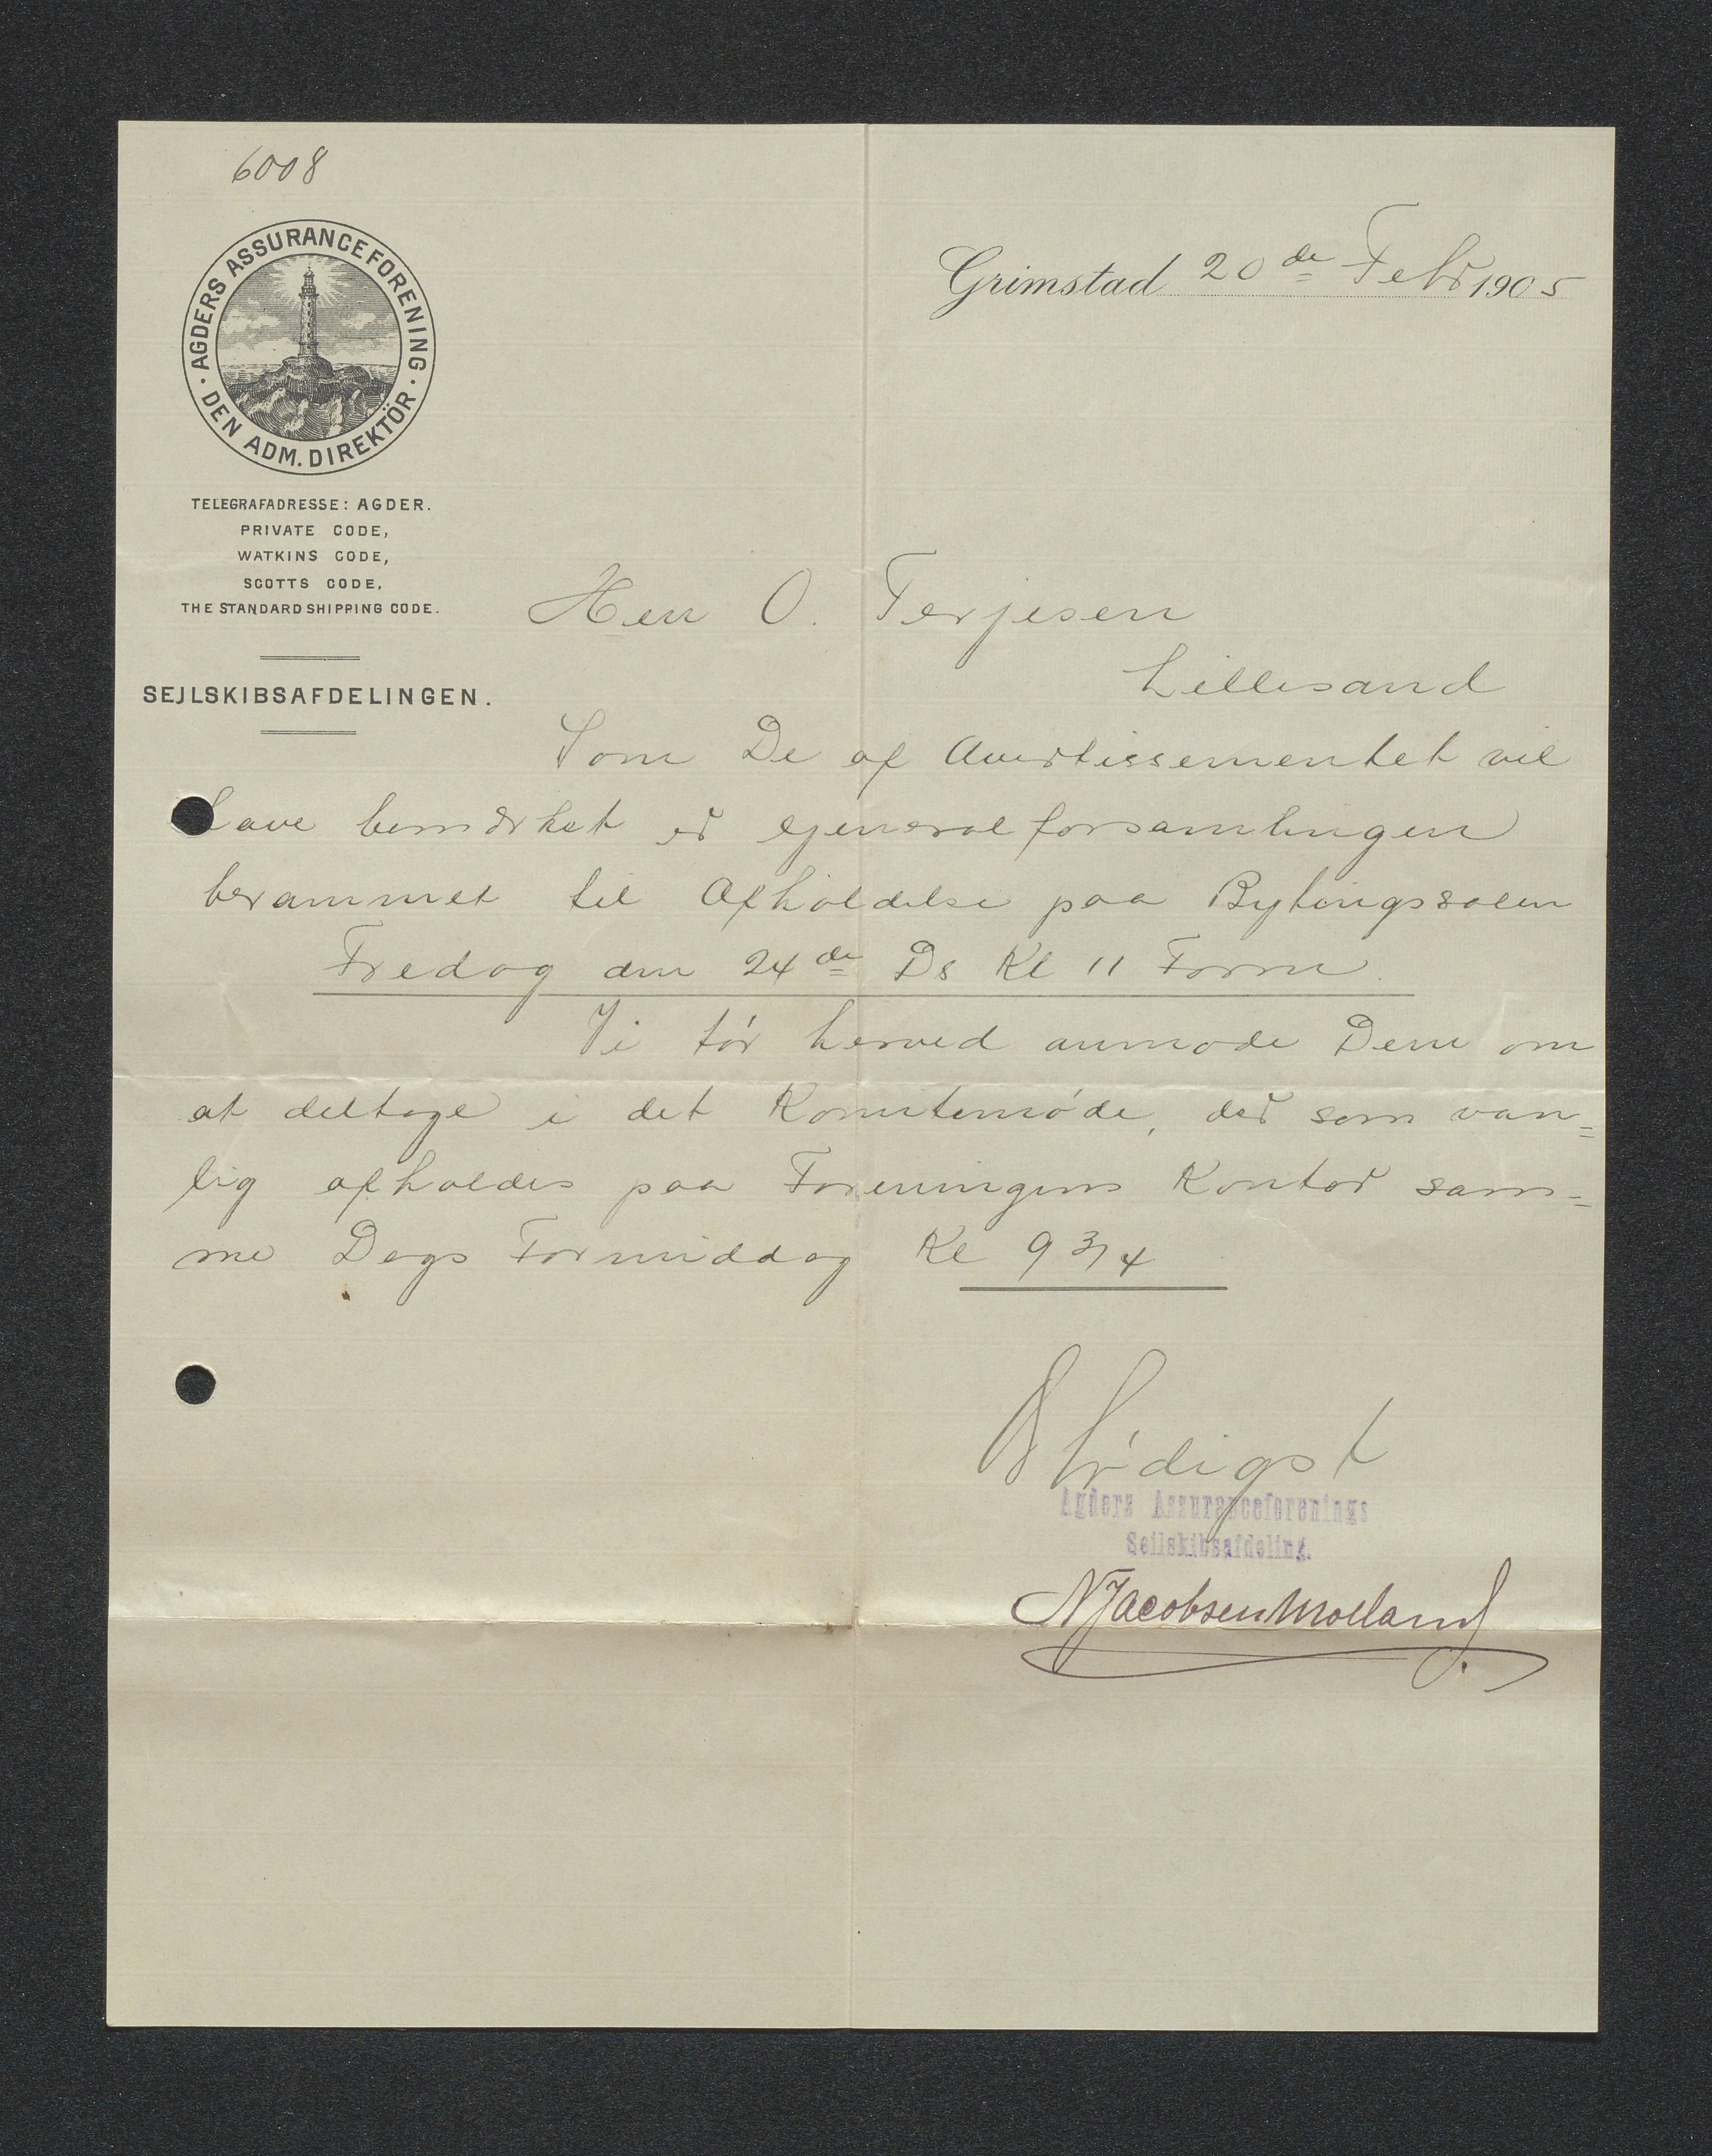 6008
AGDERS ASSURANCEFORENING
DEN ADM. DIREKTÖR
TELEGRAFADRESSE: AGDER.
PRIVATE CODE,
WATKINS CODE,
SCOTTS CODE,
THE STANDARD SHIPPING CODE.
SEJLSKIBSAFDELINGEN.
Grimstad 20de Febr 1905
Herr O. Terjesen
Lillesand
Som De af Avertissementet vil
have bemærket er Generalforsamlingen
berammet til Afholdelse paa Bytingssalen
Fredag den 24de Ds Kl 11 Form.
Vi tør herved anmode Dem om
at deltage i det Komitemøde, der som van=
lig afholdes paa Foreningens Kontor sam=
me Dags Formiddag Kl 9 3/4
Ærbødigst
Agders Assuranceforenings
Seilskibsafdeling.
N Jacobsen Molland